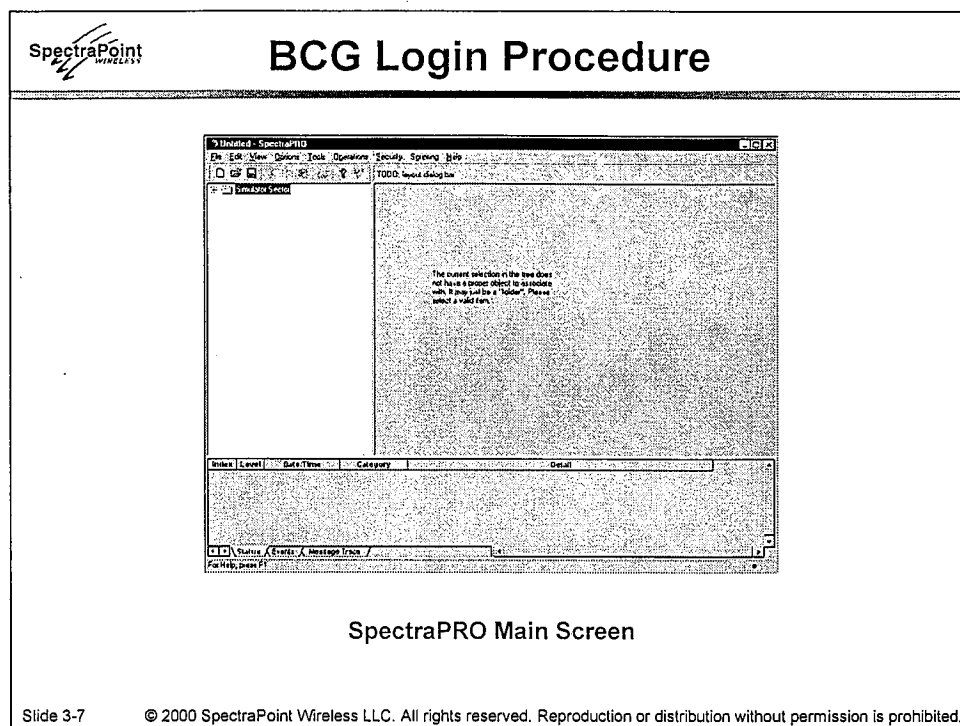 SpectraPoint
WIRELESS
BCG Login Procedure
Untitled - SpectraPRO
File Edit View Options Tools Operations Security Spinning Help
TODO: layout dialog bar
Simulator Sector
The current selection in the tree does
not have a proper object to associate
with. It may just be a "folder". Please
select a valid item.
Index Level Date/Time Category Detail
Status Events Message Trace
For Help, press F1
SpectraPRO Main Screen
Slide 3-7 © 2000 SpectraPoint Wireless LLC. All rights reserved. Reproduction or distribution without permission is prohibited.